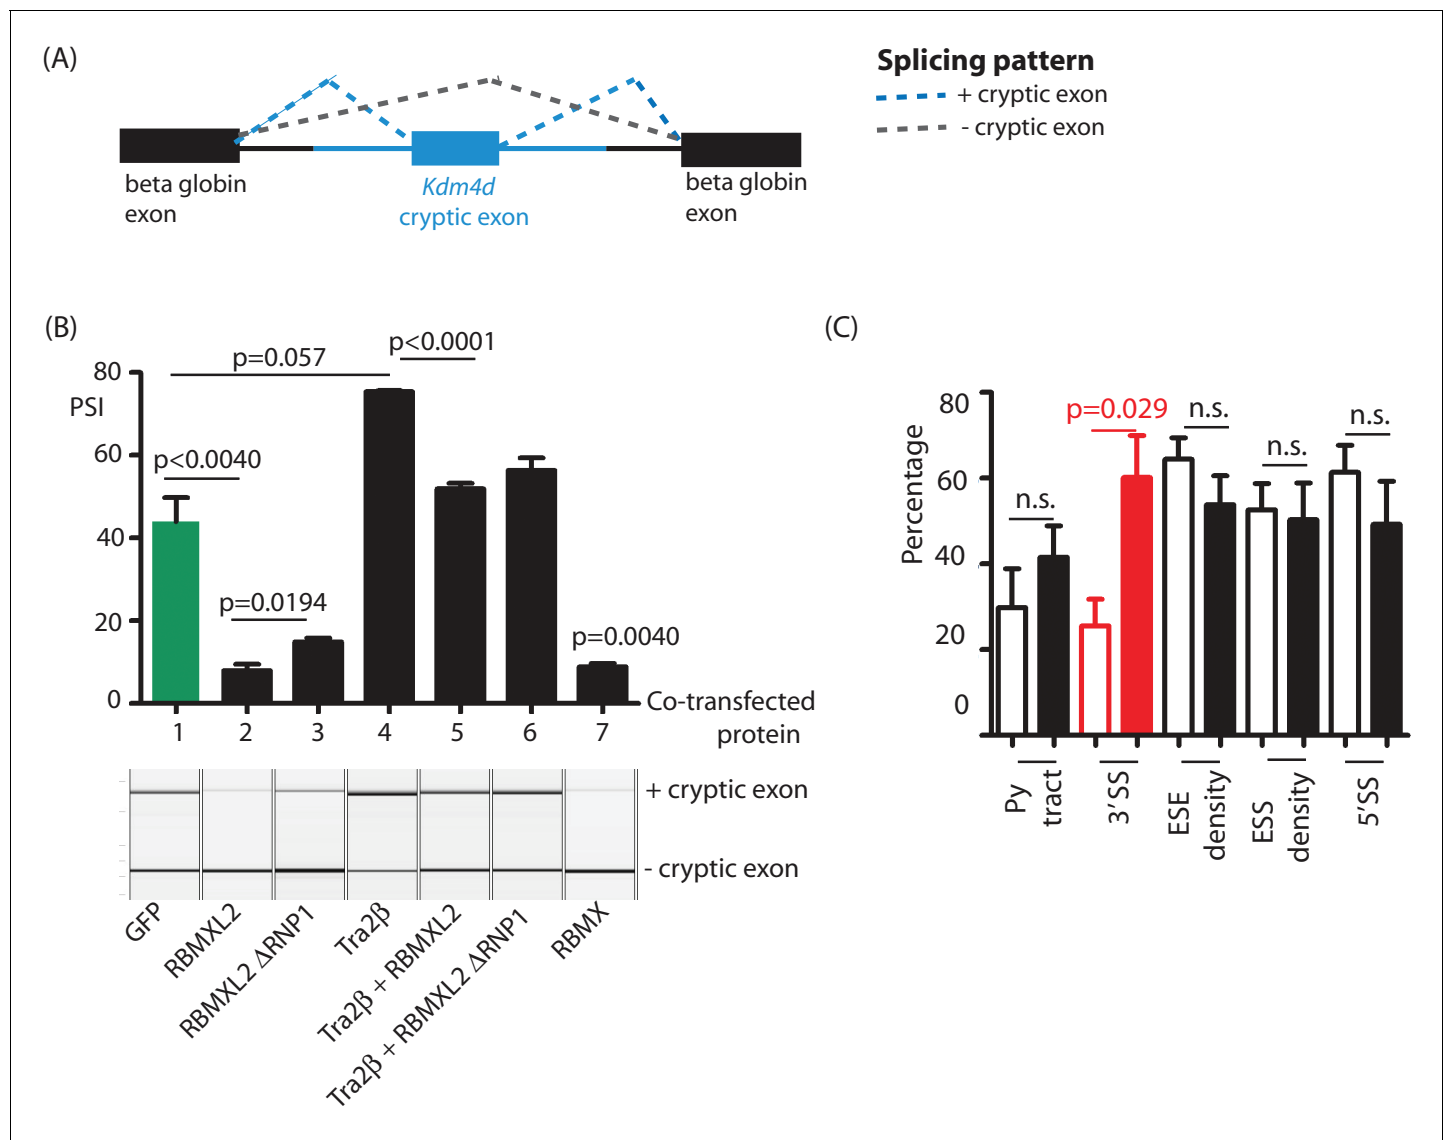 (A)
Splicing pattern
+ cryptic exon
- cryptic exon
beta globin
exon
Kdm4d
cryptic exon
beta globin
exon
(B)
p<0.0001
p=0.057
80
PSI
60
p<0.0040
40
p=0.0194
20
p=0.0040
0
Co-transfected
protein
1 2 3 4 5 6 7
+ cryptic exon
- cryptic exon
GFP
RBMXL2
RBMXL2 ΔRNP1
Tra2β
Tra2β + RBMXL2
Tra2β + RBMXL2 ΔRNP1
RBMX
(C)
80
60
40
20
0
Percentage
n.s.
p=0.029
n.s.
n.s.
n.s.
Py
tract
3'SS
ESE
density
ESS
density
5'SS